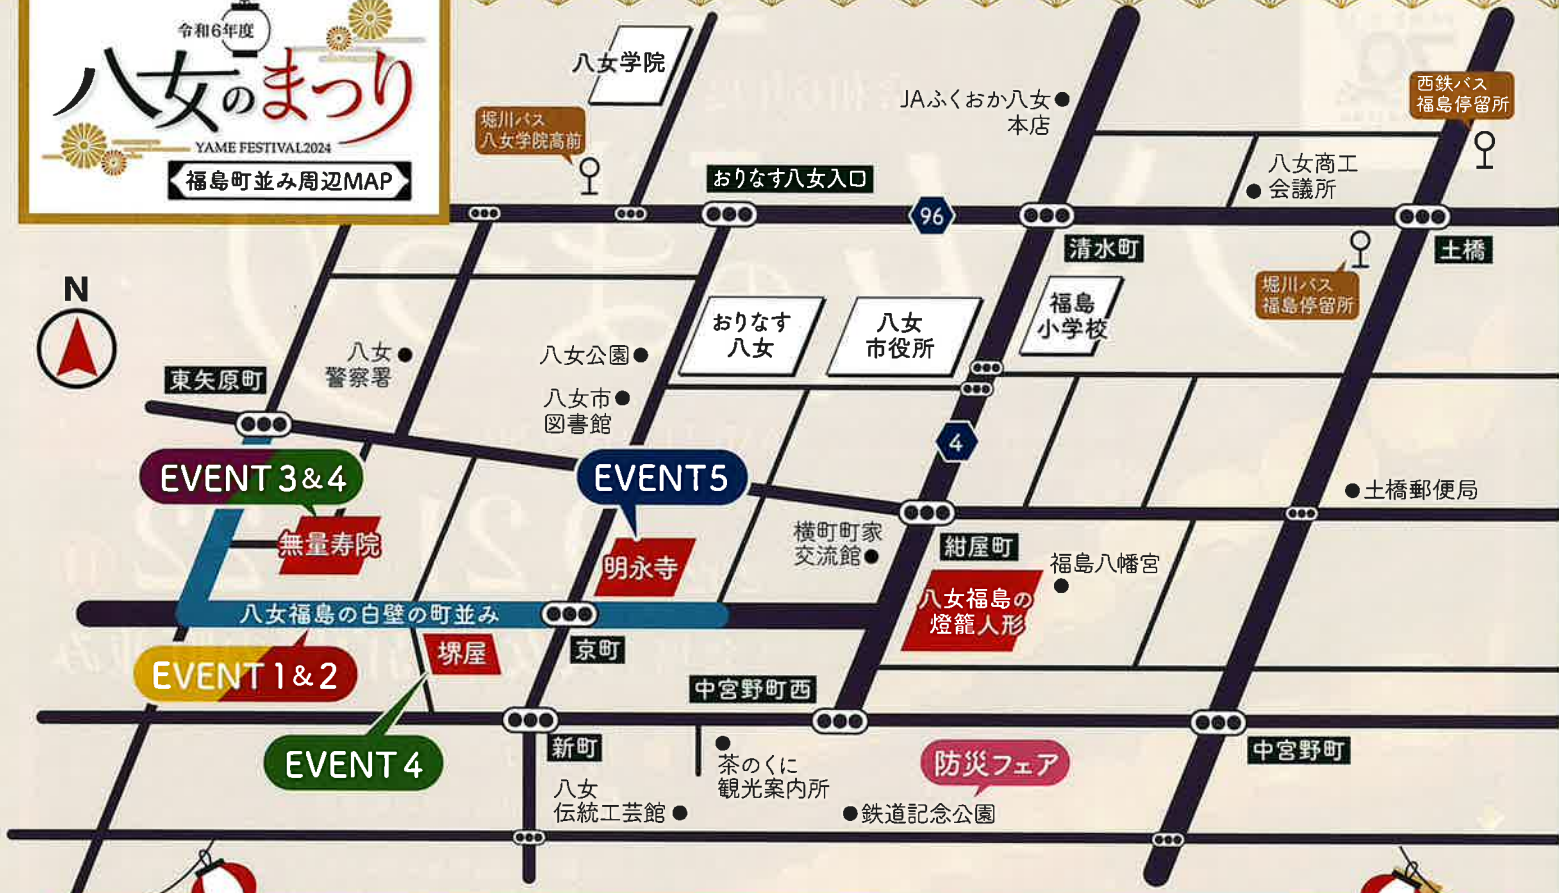 令和6年度
八女のまつり
YAME FESTIVAL2024
福島町並み周辺MAP
八女学院
堀川バス
八女学院高前
JAふくおか八女
本店
西鉄バス
福島停留所
おりなす八女入口
八女商工
会議所
96
清水町
土橋
堀川バス
福島停留所
N
おりなす
八女
八女
市役所
福島
小学校
八女
警察署
八女公園
東矢原町
八女市
図書館
4
EVENT 3&4
EVENT5
土橋郵便局
無量寿院
明永寺
横町町家
交流館
紺屋町
福島八幡宮
八女福島の
燈籠人形
八女福島の白壁の町並み
堺屋
京町
EVENT 1&2
中宮野町西
EVENT 4
新町
茶のくに
観光案内所
防災フェア
中宮野町
八女
伝統工芸館
鉄道記念公園